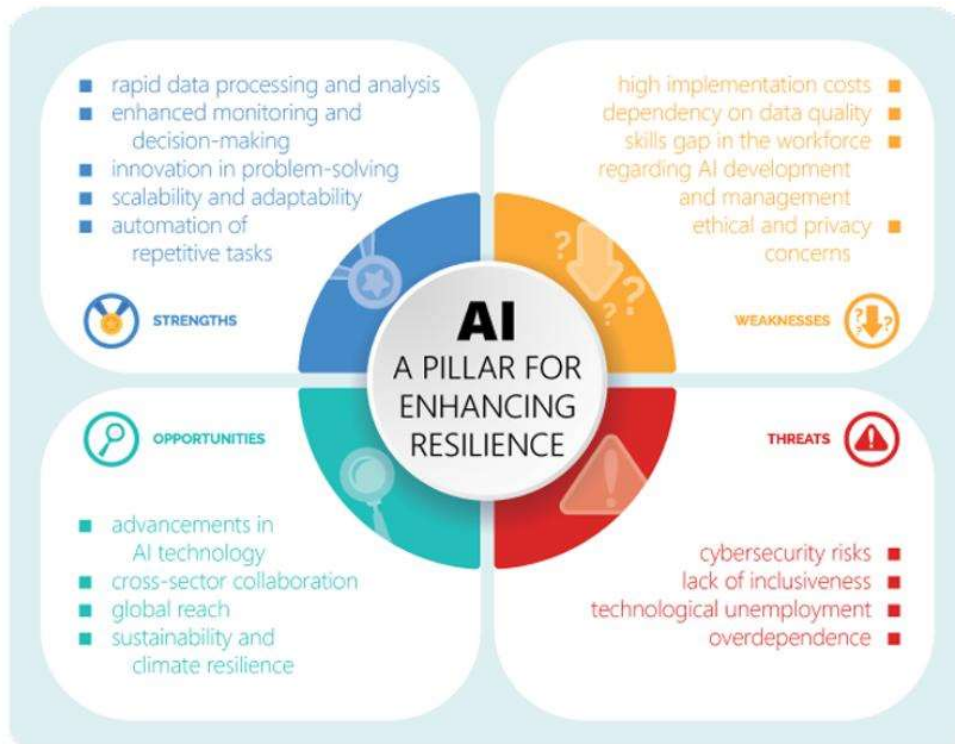 rapid data processing and analysis
enhanced monitoring and
decision-making
innovation in problem-solving
scalability and adaptability
automation of
repetitive tasks
STRENGTHS
high implementation costs
dependency on data quality
skills gap in the workforce
regarding AI development
and management
ethical and privacy
concerns
WEAKNESSES
? ? ?
? ? ?
AI
A PILLAR FOR
ENHANCING
RESILIENCE
OPPORTUNITIES
advancements in
AI technology
cross-sector collaboration
global reach
sustainability and
climate resilience
THREATS
!
!
cybersecurity risks
lack of inclusiveness
technological unemployment
overdependence